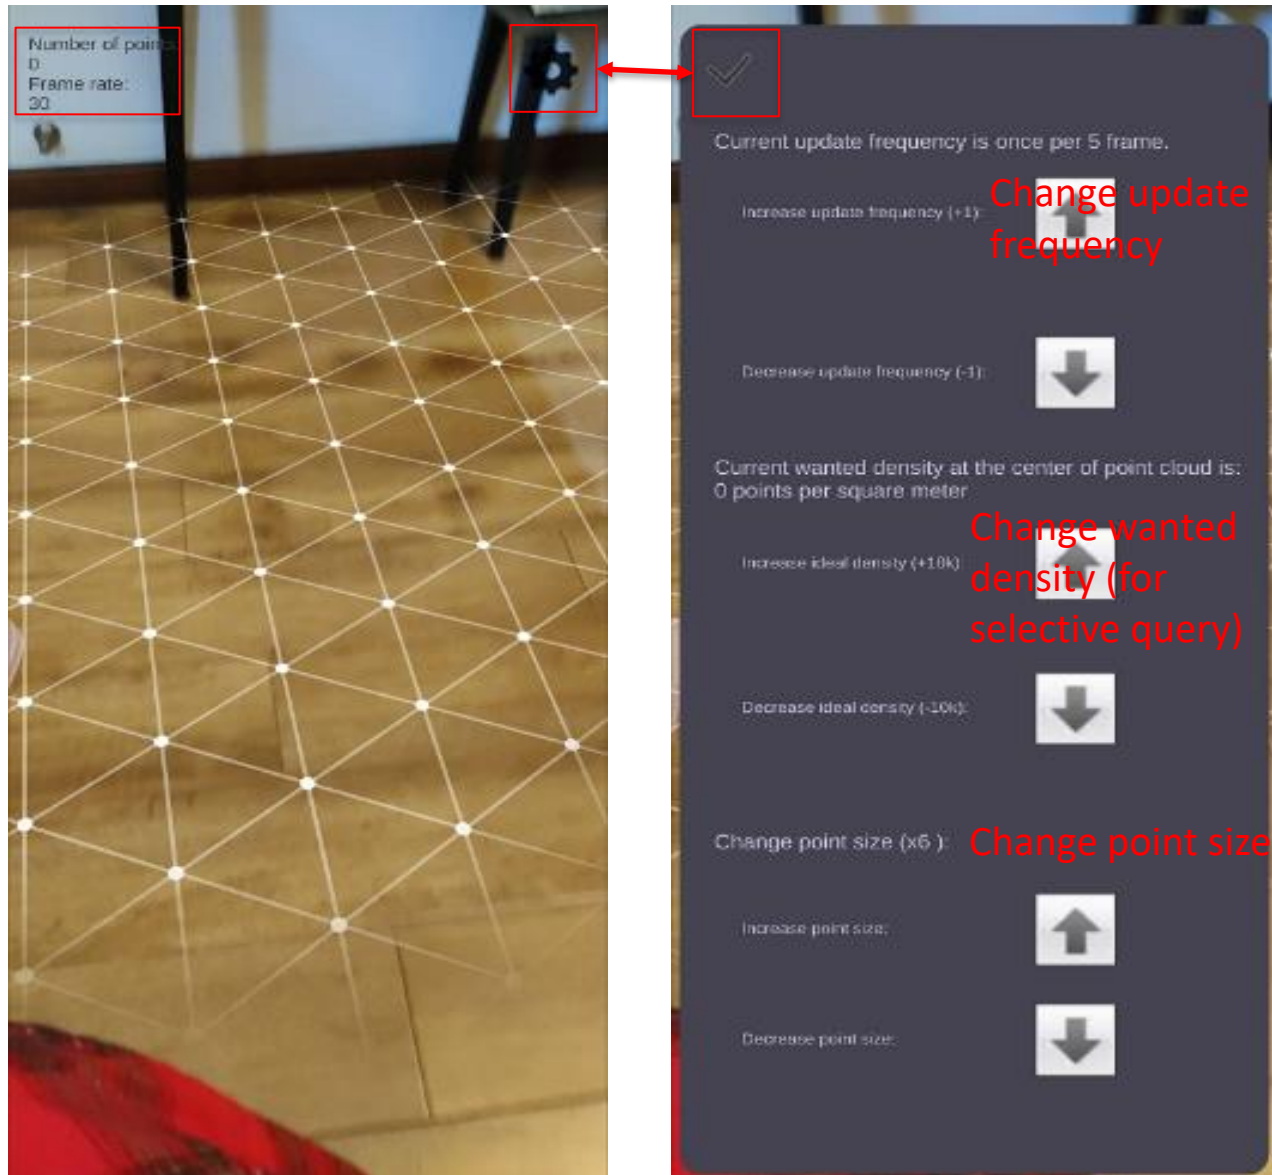 Number of points:
0
Frame rate:
30
Current update frequency is once per 5 frame.
Increase update frequency (+1):
Change update
frequency
Decrease update frequency (-1):
Current wanted density at the center of point cloud is:
0 points per square meter
Increase ideal density (+10k):
Change wanted
density (for
selective query)
Decrease ideal density (-10k):
Change point size (x6 ):
Change point size
Increase point size:
Decrease point size: